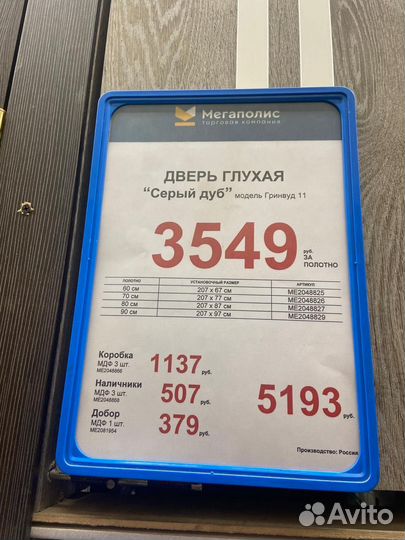 Мегаполис
торговая компания
ДВЕРЬ ГЛУХАЯ
“Серый дуб” модель Гринвуд 11
3549 руб. ЗА ПОЛОТНО
ПОЛОТНО УСТАНОВОЧНЫЙ РАЗМЕР АРТИКУЛ
60 см 207 х 67 см МЕ2048825
70 см 207 х 77 см МЕ2048826
80 см 207 х 87 см МЕ2048827
90 см 207 х 97 см МЕ2048829
Коробка
МДФ 3 шт. 1137 руб.
МЕ2048866
Наличники
МДФ 3 шт. 507 руб. 5193 руб.
МЕ2048868
Добор
МДФ 1 шт. 379 руб.
МЕ2081954
Производство: Россия
Avito